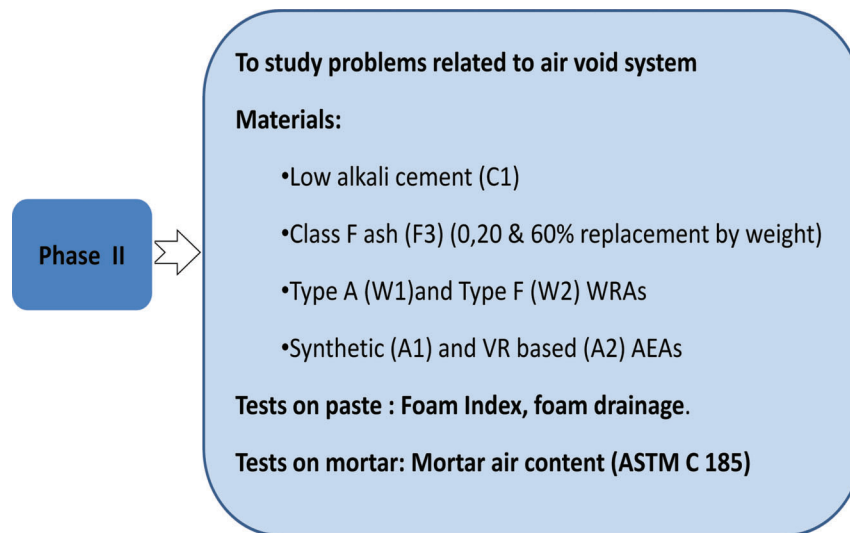 Phase II
To study problems related to air void system
Materials:
•Low alkali cement (C1)
•Class F ash (F3) (0,20 & 60% replacement by weight)
•Type A (W1)and Type F (W2) WRAs
•Synthetic (A1) and VR based (A2) AEAs
Tests on paste : Foam Index, foam drainage.
Tests on mortar: Mortar air content (ASTM C 185)